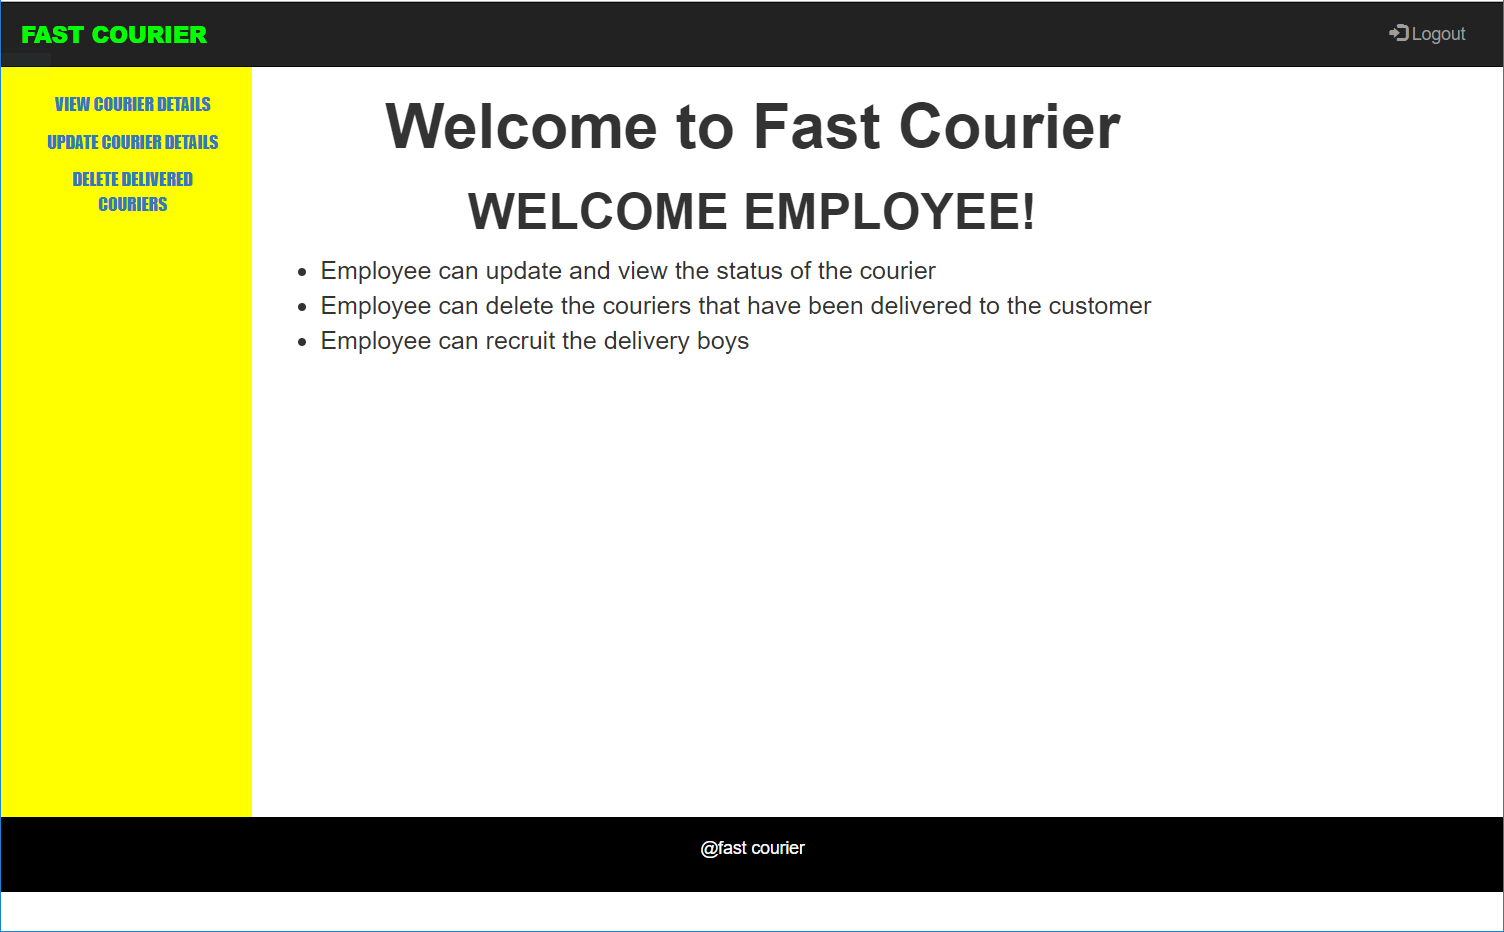 FAST COURIER
Logout
VIEW COURIER DETAILS
UPDATE COURIER DETAILS
DELETE DELIVERED
COURIERS
Welcome to Fast Courier
WELCOME EMPLOYEE!
• Employee can update and view the status of the courier
• Employee can delete the couriers that have been delivered to the customer
• Employee can recruit the delivery boys
@fast courier